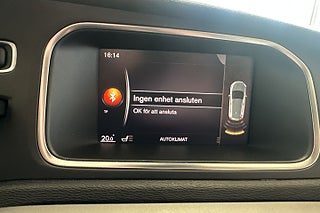 16:14
Ingen enhet ansluten
OK för att ansluta
20.0°
AUTOKLIMAT